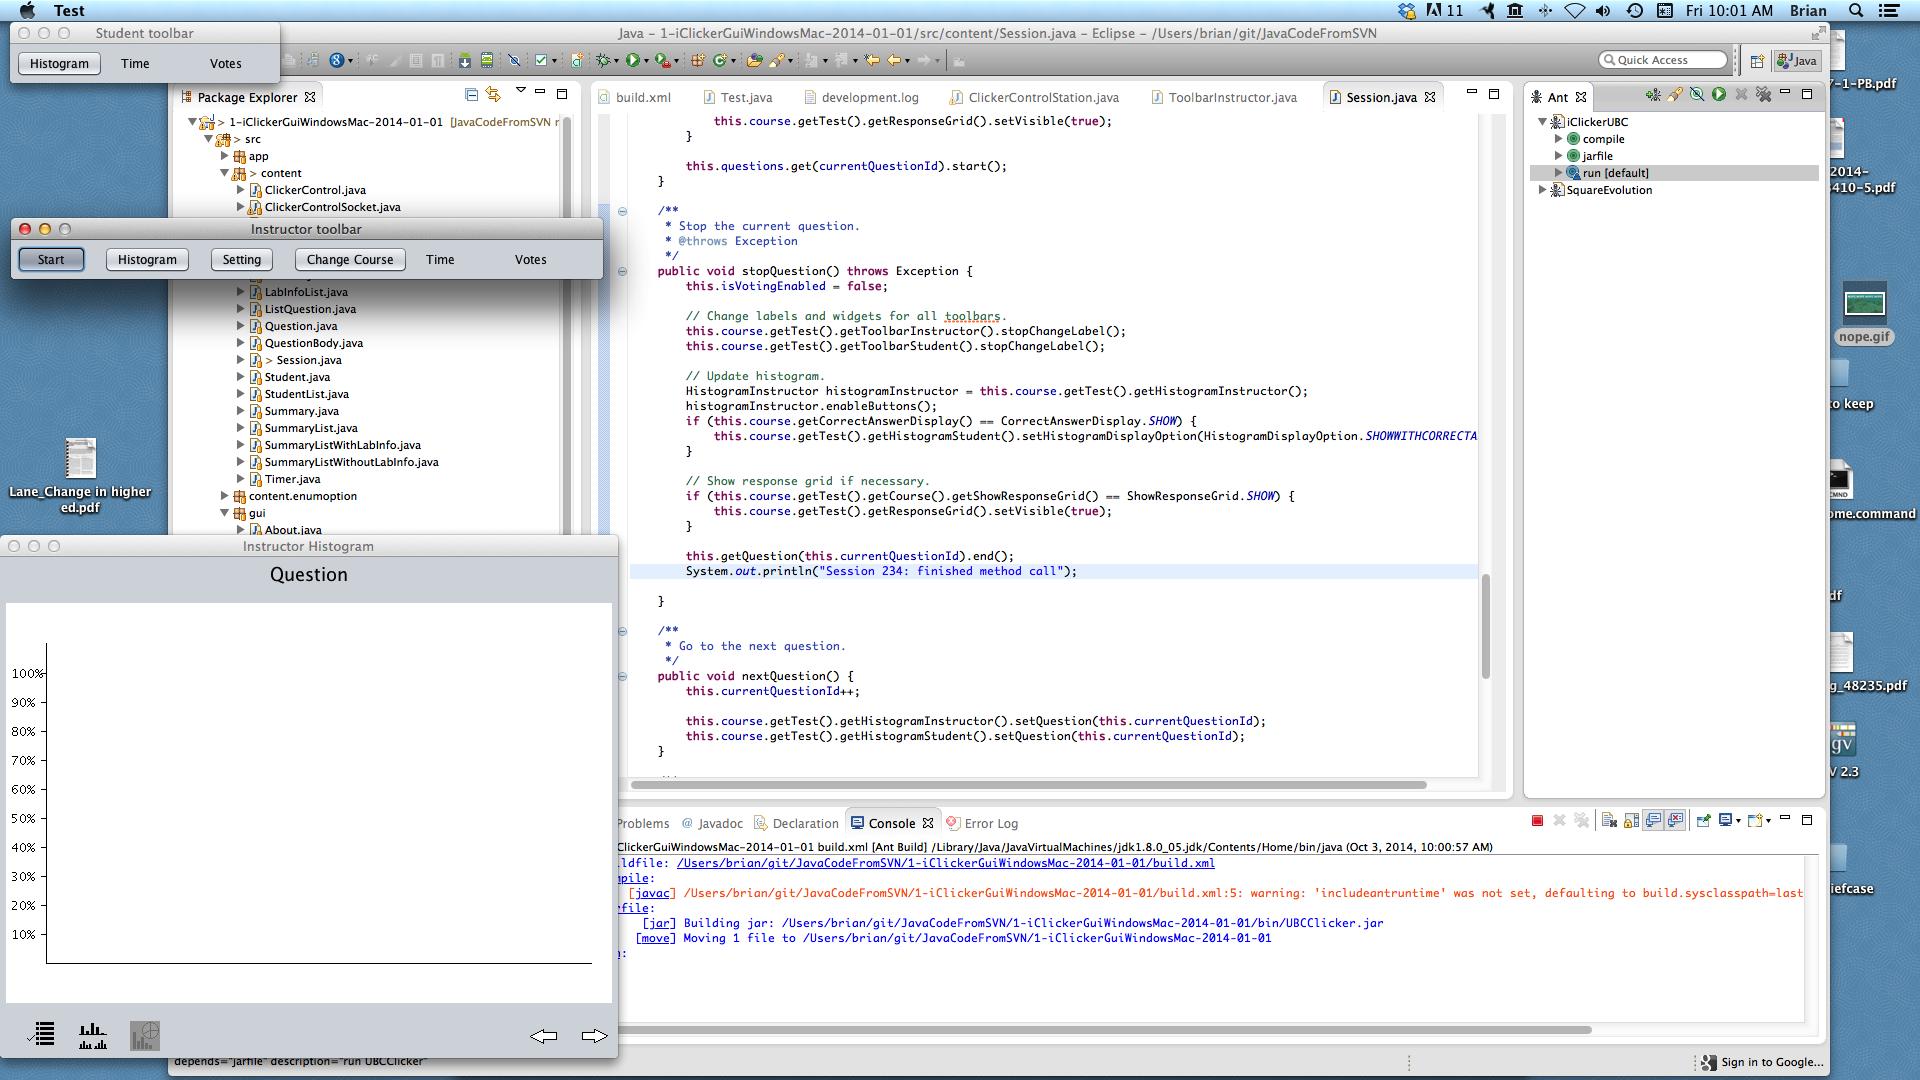 Test
11
Fri 10:01 AM
Brian
Student toolbar
Histogram
Time
Votes
Java – 1-iClickerGuiWindowsMac-2014-01-01/src/content/Session.java – Eclipse – /Users/brian/git/JavaCodeFromSVN
Quick Access
Java
Package Explorer
> 1-iClickerGuiWindowsMac-2014-01-01 [JavaCodeFromSVN r
> src
app
> content
ClickerControl.java
ClickerControlSocket.java
Instructor toolbar
Start
Histogram
Setting
Change Course
Time
Votes
LabInfoList.java
ListQuestion.java
Question.java
QuestionBody.java
> Session.java
Student.java
StudentList.java
Summary.java
SummaryList.java
SummaryListWithLabInfo.java
SummaryListWithoutLabInfo.java
Timer.java
content.enumoption
gui
About.java
build.xml
Test.java
development.log
ClickerControlStation.java
ToolbarInstructor.java
Session.java
this.course.getTest().getResponseGrid().setVisible(true);
}
this.questions.get(currentQuestionId).start();
}
/**
* Stop the current question.
* @throws Exception
*/
public void stopQuestion() throws Exception {
this.isVotingEnabled = false;
// Change labels and widgets for all toolbars.
this.course.getTest().getToolbarInstructor().stopChangeLabel();
this.course.getTest().getToolbarStudent().stopChangeLabel();
// Update histogram.
HistogramInstructor histogramInstructor = this.course.getTest().getHistogramInstructor();
histogramInstructor.enableButtons();
if (this.course.getCorrectAnswerDisplay() == CorrectAnswerDisplay.SHOW) {
this.course.getTest().getHistogramStudent().setHistogramDisplayOption(HistogramDisplayOption.SHOWWITHCORRECTA
}
// Show response grid if necessary.
if (this.course.getTest().getCourse().getShowResponseGrid() == ShowResponseGrid.SHOW) {
this.course.getTest().getResponseGrid().setVisible(true);
}
this.getQuestion(this.currentQuestionId).end();
System.out.println("Session 234: finished method call");
}
/**
* Go to the next question.
*/
public void nextQuestion() {
this.currentQuestionId++;
this.course.getTest().getHistogramInstructor().setQuestion(this.currentQuestionId);
this.course.getTest().getHistogramStudent().setQuestion(this.currentQuestionId);
}
Ant
iClickerUBC
compile
jarfile
run [default]
SquareEvolution
7-1-PB.pdf
2014-
410-5.pdf
nope.gif
to keep
CMND
ome.command
df
g_48235.pdf
gv
V 2.3
iefcase
Lane_Change in higher
ed.pdf
Instructor Histogram
Question
100%
90%
80%
70%
60%
50%
40%
30%
20%
10%
Problems
@ Javadoc
Declaration
Console
Error Log
ClickerGuiWindowsMac-2014-01-01 build.xml [Ant Build] /Library/Java/JavaVirtualMachines/jdk1.8.0_05.jdk/Contents/Home/bin/java (Oct 3, 2014, 10:00:57 AM)
ildfile: /Users/brian/git/JavaCodeFromSVN/1-iClickerGuiWindowsMac-2014-01-01/build.xml
mpile:
[javac] /Users/brian/git/JavaCodeFromSVN/1-iClickerGuiWindowsMac-2014-01-01/build.xml:5: warning: 'includeantruntime' was not set, defaulting to build.sysclasspath=last
rfile:
[jar] Building jar: /Users/brian/git/JavaCodeFromSVN/1-iClickerGuiWindowsMac-2014-01-01/bin/UBCClicker.jar
[move] Moving 1 file to /Users/brian/git/JavaCodeFromSVN/1-iClickerGuiWindowsMac-2014-01-01
n:
depends="jarfile" description="run UBCClicker"
Sign in to Google...